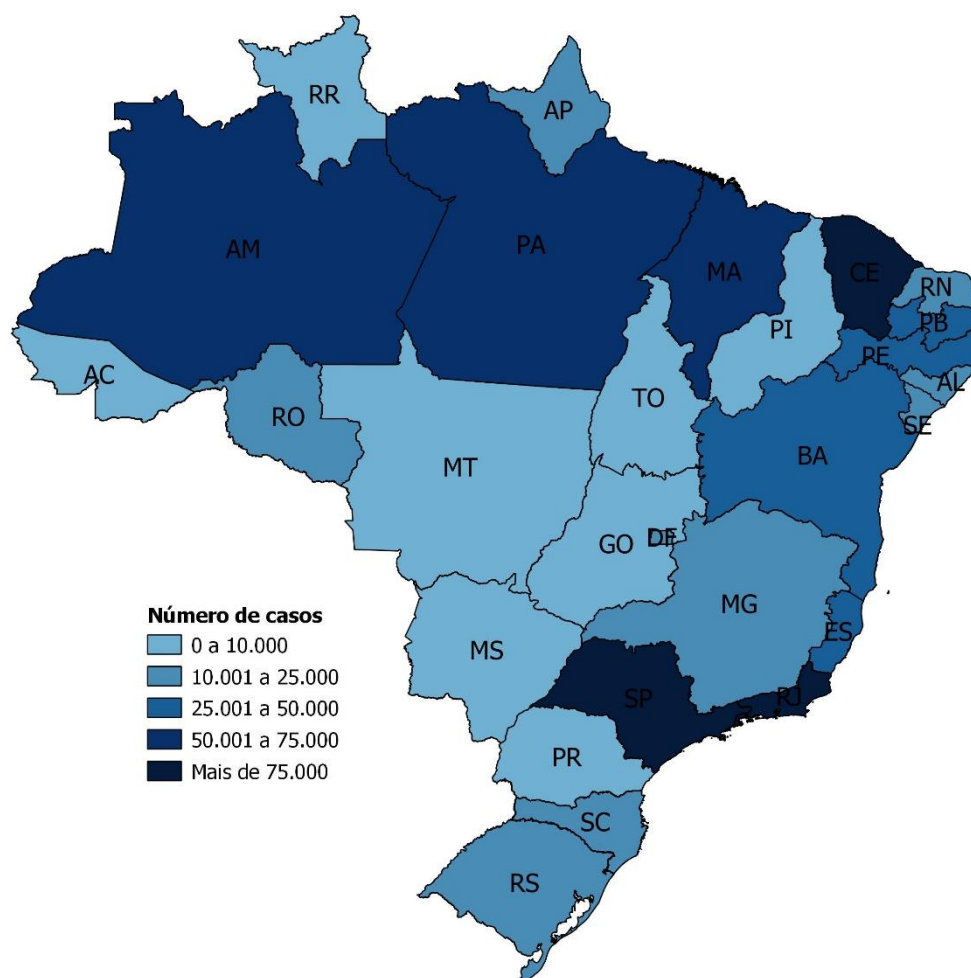 RR
AP
AM
PA
MA
CE
RN
PI
PB
PE
AC
TO
AL
RO
SE
BA
MT
GO
DF
MG
ES
MS
SP
RJ
PR
SC
RS
Número de casos
0 a 10.000
10.001 a 25.000
25.001 a 50.000
50.001 a 75.000
Mais de 75.000